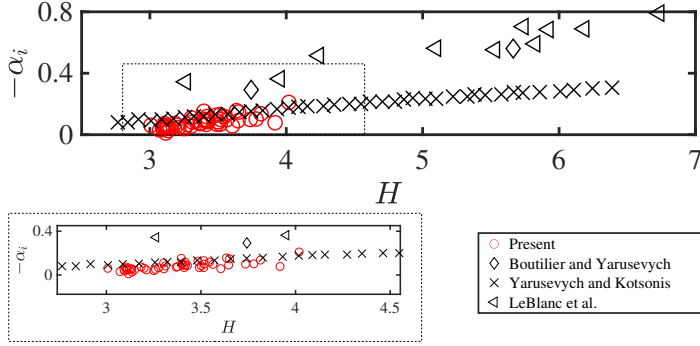 0.8
0.4
0
−αᵢ
3 4 5 6 7
H
0.4
0
−αᵢ
3 3.5 4 4.5
H
Present
Boutilier and Yarusevych
Yarusevych and Kotsonis
LeBlanc et al.